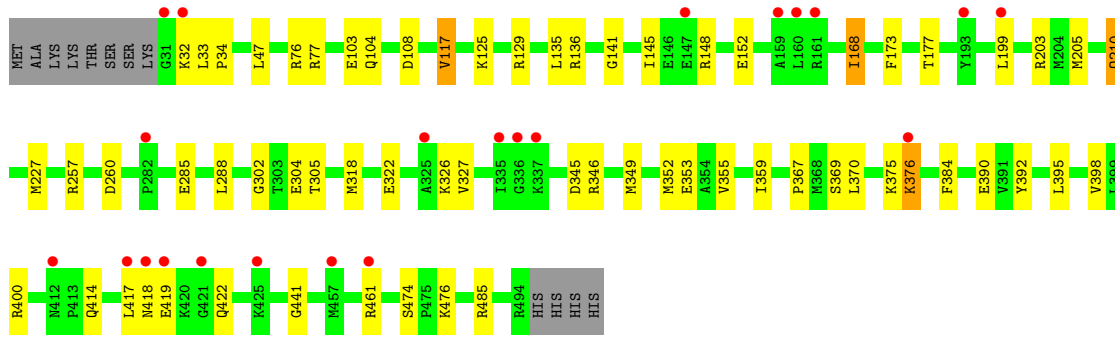 MET ALA LYS LYS THR SER SER LYS G31 K32 L33 P34 L47 R76 R77 E103 Q104 D108 V117 K125 R129 L135 R136 G141 I145 E146 E147 R148 E152 A159 L160 R161 I168 F173 T177 Y193 L199 R203 M204 M205
M227 R257 D260 P282 E285 L288 G302 T303 E304 T305 M318 E322 A325 K326 V327 I335 G336 K337 D345 R346 M349 M352 E353 A354 V355 I359 P367 M368 S369 L370 K375 K376 F384 E390 V391 Y392 L395 V398 L399
R400 N412 P413 Q414 L417 N418 E419 K420 G421 Q422 K425 G441 M457 R461 S474 P475 K476 R485 R494 HIS HIS HIS HIS